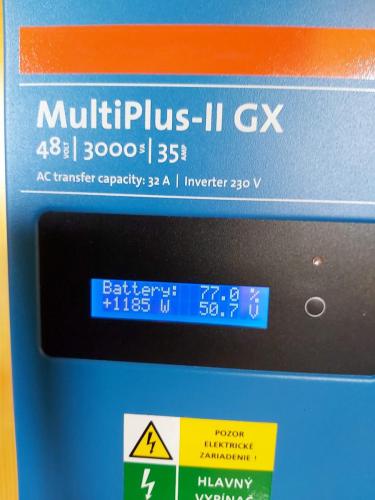 MultiPlus-II GX
48 VOLT | 3000 VA | 35 AMP
AC transfer capacity: 32 A | Inverter 230 V
Battery: 77.0 %
+1185 W 50.7 V
POZOR
ELEKTRICKÉ
ZARIADENIE !
HLAVNÝ
VYPÍNAČ